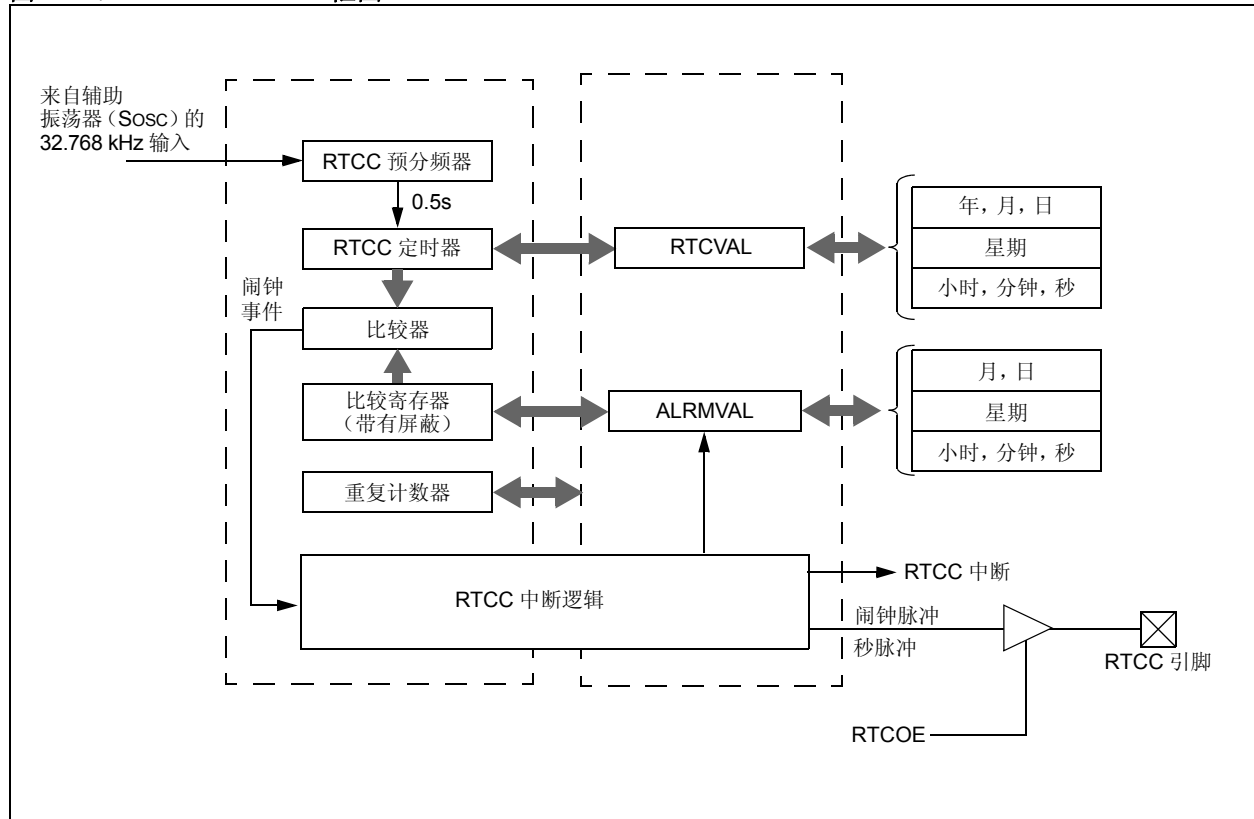 来自辅助
振荡器（SOSC）的
32.768 kHz 输入
RTCC 预分频器
0.5s
RTCC 定时器
RTCVAL
年，月，日
星期
小时，分钟，秒
闹钟
事件
比较器
比较寄存器
（带有屏蔽）
ALRMVAL
月，日
星期
小时，分钟，秒
重复计数器
RTCC 中断逻辑
RTCC 中断
闹钟脉冲
秒脉冲
RTCC 引脚
RTCOE